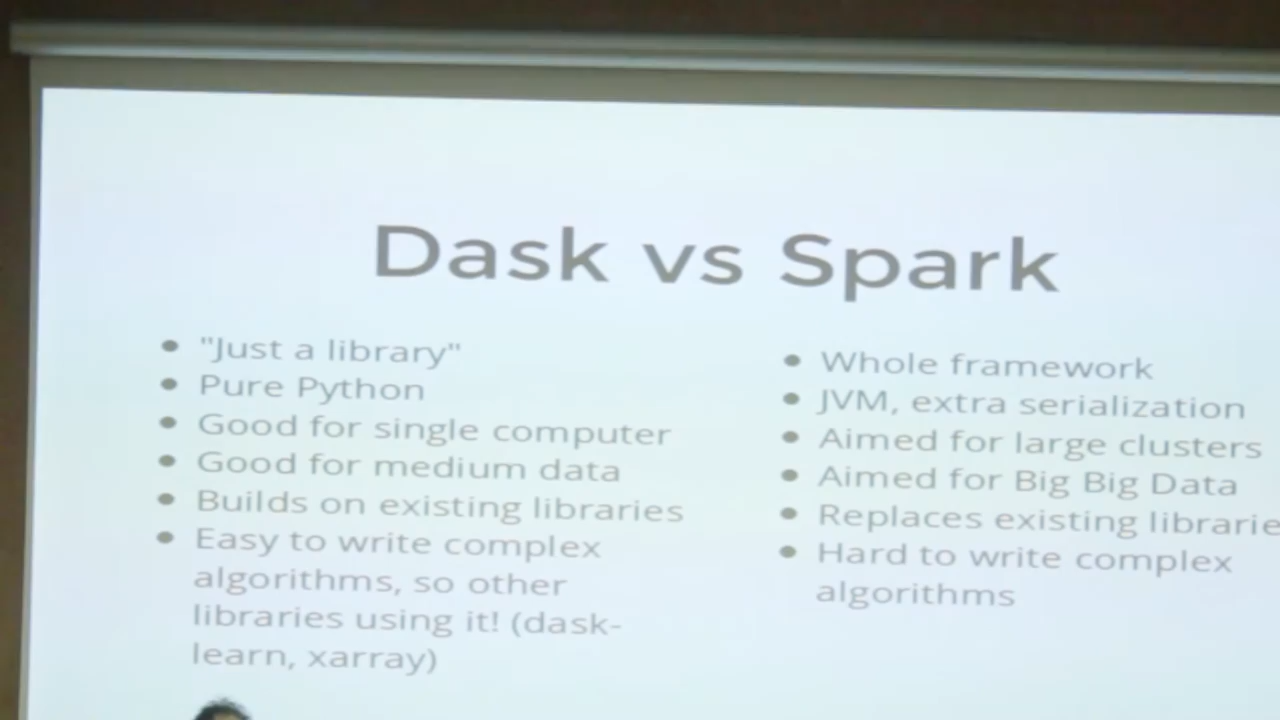 Dask vs Spark
• "Just a library"
• Pure Python
• Good for single computer
• Good for medium data
• Builds on existing libraries
• Easy to write complex
algorithms, so other
libraries using it! (dask-
learn, xarray)
• Whole framework
• JVM, extra serialization
• Aimed for large clusters
• Aimed for Big Big Data
• Replaces existing librarie
• Hard to write complex
algorithms